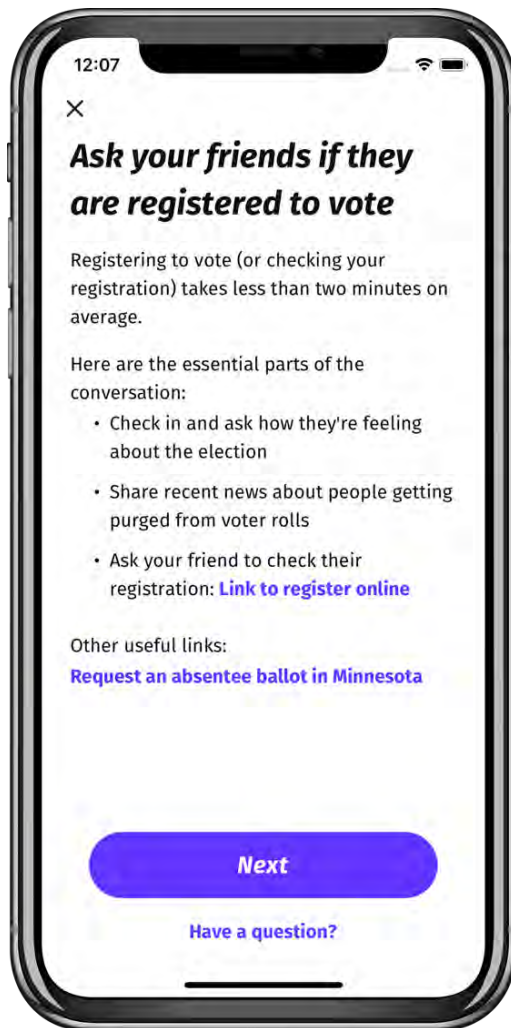 12:07
Ask your friends if they
are registered to vote
Registering to vote (or checking your
registration) takes less than two minutes on
average.
Here are the essential parts of the
conversation:
• Check in and ask how they're feeling
about the election
• Share recent news about people getting
purged from voter rolls
• Ask your friend to check their
registration: Link to register online
Other useful links:
Request an absentee ballot in Minnesota
Next
Have a question?